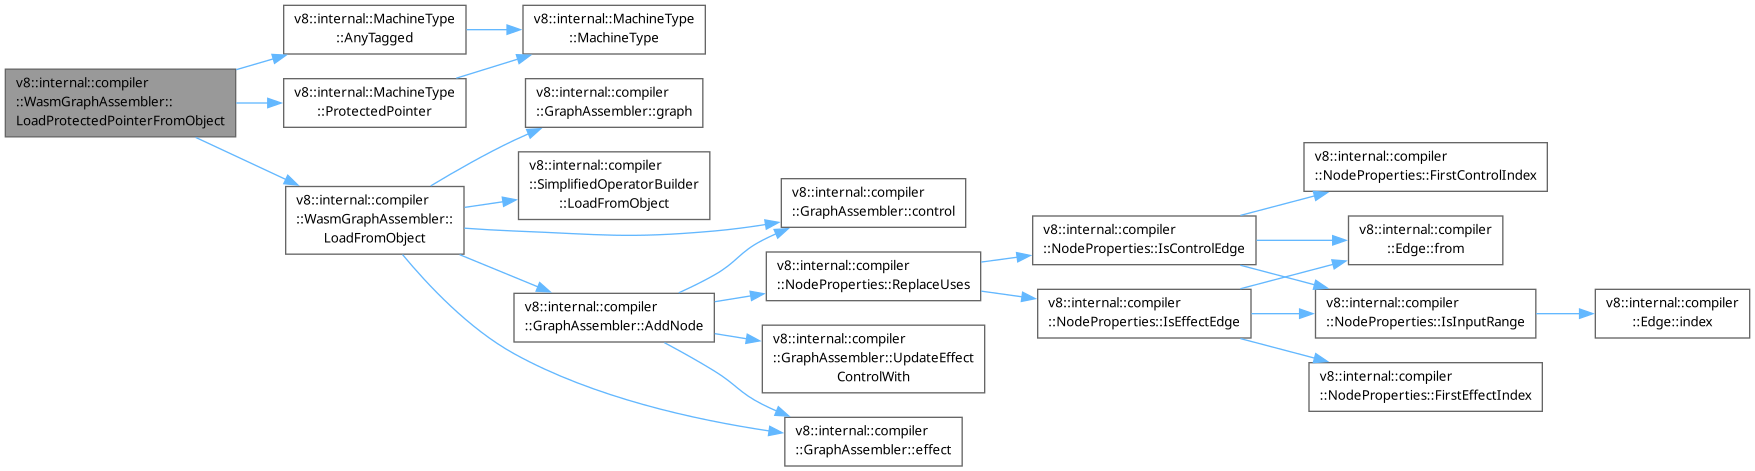 v8::internal::compiler
::WasmGraphAssembler::
LoadProtectedPointerFromObject
v8::internal::MachineType
::AnyTagged
v8::internal::MachineType
::MachineType
v8::internal::MachineType
::ProtectedPointer
v8::internal::compiler
::GraphAssembler::graph
v8::internal::compiler
::SimplifiedOperatorBuilder
::LoadFromObject
v8::internal::compiler
::WasmGraphAssembler::
LoadFromObject
v8::internal::compiler
::GraphAssembler::control
v8::internal::compiler
::GraphAssembler::AddNode
v8::internal::compiler
::NodeProperties::ReplaceUses
v8::internal::compiler
::GraphAssembler::UpdateEffect
ControlWith
v8::internal::compiler
::GraphAssembler::effect
v8::internal::compiler
::NodeProperties::IsControlEdge
v8::internal::compiler
::NodeProperties::IsEffectEdge
v8::internal::compiler
::NodeProperties::FirstControlIndex
v8::internal::compiler
::Edge::from
v8::internal::compiler
::NodeProperties::IsInputRange
v8::internal::compiler
::NodeProperties::FirstEffectIndex
v8::internal::compiler
::Edge::index